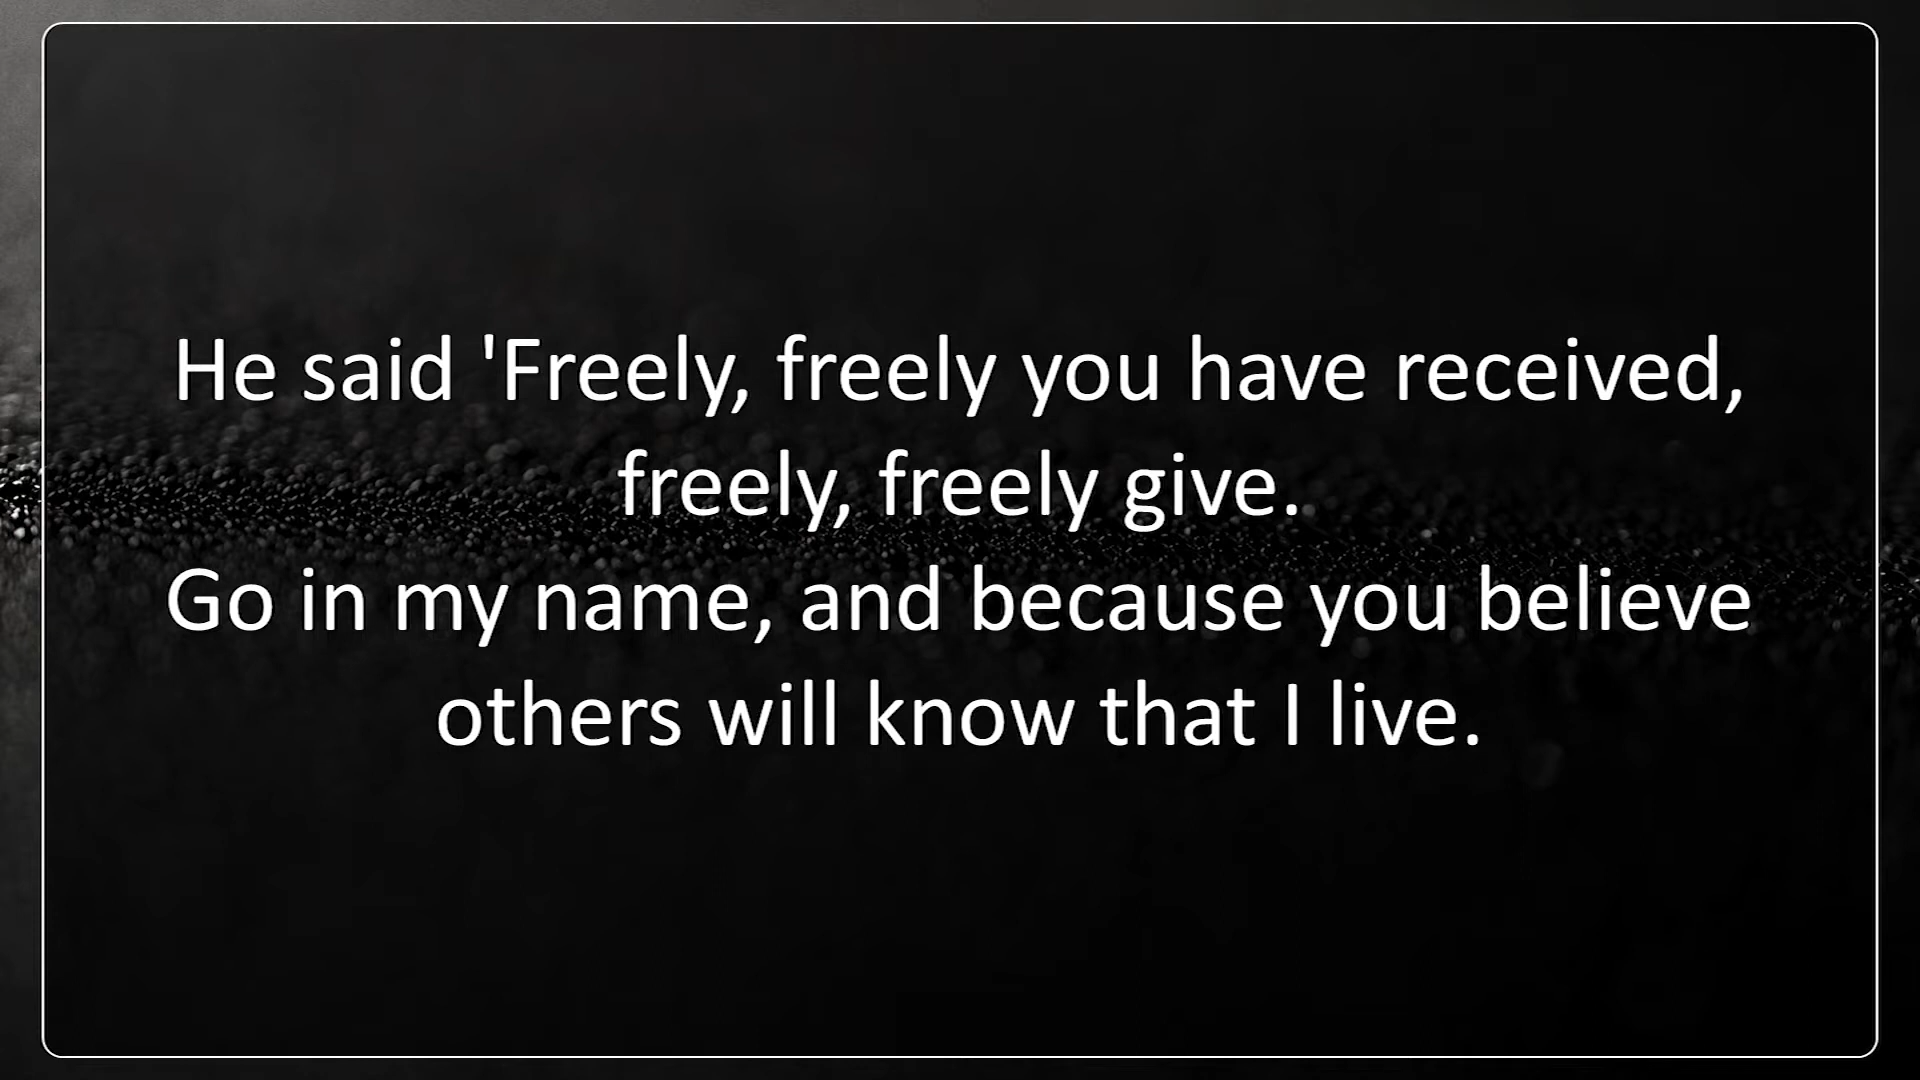 He said 'Freely, freely you have received,
freely, freely give.
Go in my name, and because you believe
others will know that I live.